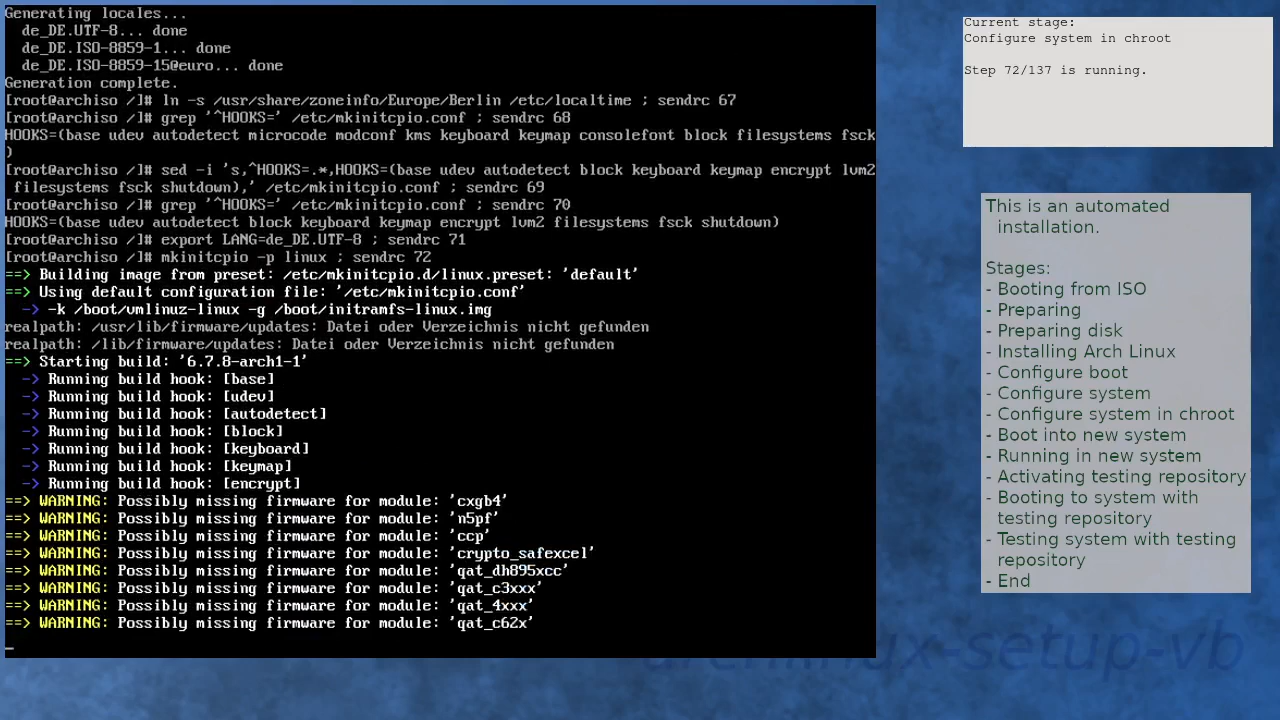 Generating locales...
  de_DE.UTF-8... done
  de_DE.ISO-8859-1... done
  de_DE.ISO-8859-15@euro... done
Generation complete.
[root@archiso /]# ln -s /usr/share/zoneinfo/Europe/Berlin /etc/localtime ; sendrc 67
[root@archiso /]# grep '^HOOKS=' /etc/mkinitcpio.conf ; sendrc 68
HOOKS=(base udev autodetect microcode modconf kms keyboard keymap consolefont block filesystems fsck
)
[root@archiso /]# sed -i 's,^HOOKS=.*,HOOKS=(base udev autodetect block keyboard keymap encrypt lvm2
 filesystems fsck shutdown),' /etc/mkinitcpio.conf ; sendrc 69
[root@archiso /]# grep '^HOOKS=' /etc/mkinitcpio.conf ; sendrc 70
HOOKS=(base udev autodetect block keyboard keymap encrypt lvm2 filesystems fsck shutdown)
[root@archiso /]# export LANG=de_DE.UTF-8 ; sendrc 71
[root@archiso /]# mkinitcpio -p linux ; sendrc 72
==> Building image from preset: /etc/mkinitcpio.d/linux.preset: 'default'
==> Using default configuration file: '/etc/mkinitcpio.conf'
  -> -k /boot/vmlinuz-linux -g /boot/initramfs-linux.img
realpath: /usr/lib/firmware/updates: Datei oder Verzeichnis nicht gefunden
realpath: /lib/firmware/updates: Datei oder Verzeichnis nicht gefunden
==> Starting build: '6.7.8-arch1-1'
  -> Running build hook: [base]
  -> Running build hook: [udev]
  -> Running build hook: [autodetect]
  -> Running build hook: [block]
  -> Running build hook: [keyboard]
  -> Running build hook: [keymap]
  -> Running build hook: [encrypt]
==> WARNING: Possibly missing firmware for module: 'cxgb4'
==> WARNING: Possibly missing firmware for module: 'n5pf'
==> WARNING: Possibly missing firmware for module: 'ccp'
==> WARNING: Possibly missing firmware for module: 'crypto_safexcel'
==> WARNING: Possibly missing firmware for module: 'qat_dh895xcc'
==> WARNING: Possibly missing firmware for module: 'qat_c3xxx'
==> WARNING: Possibly missing firmware for module: 'qat_4xxx'
==> WARNING: Possibly missing firmware for module: 'qat_c62x'
Current stage:
Configure system in chroot
Step 72/137 is running.
This is an automated
installation.
Stages:
- Booting from ISO
- Preparing
- Preparing disk
- Installing Arch Linux
- Configure boot
- Configure system
- Configure system in chroot
- Boot into new system
- Running in new system
- Activating testing repository
- Booting to system with
testing repository
- Testing system with testing
repository
- End
archlinux-setup-vb